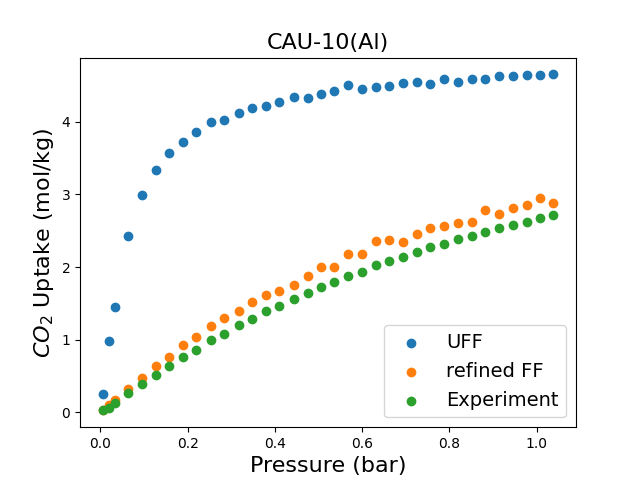 CAU-10(Al)
CO2 Uptake (mol/kg)
4
3
2
1
0
0.0 0.2 0.4 0.6 0.8 1.0
Pressure (bar)
UFF
refined FF
Experiment